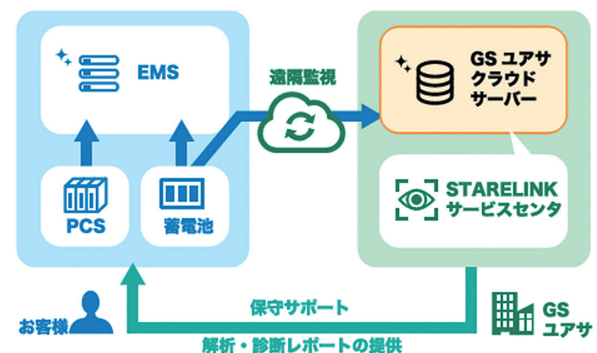 EMS
PCS
蓄電池
遠隔監視
GS ユアサ
クラウド
サーバー
STARELINK
サービスセンタ
お客様
保守サポート
解析・診断レポートの提供
GS
ユアサ